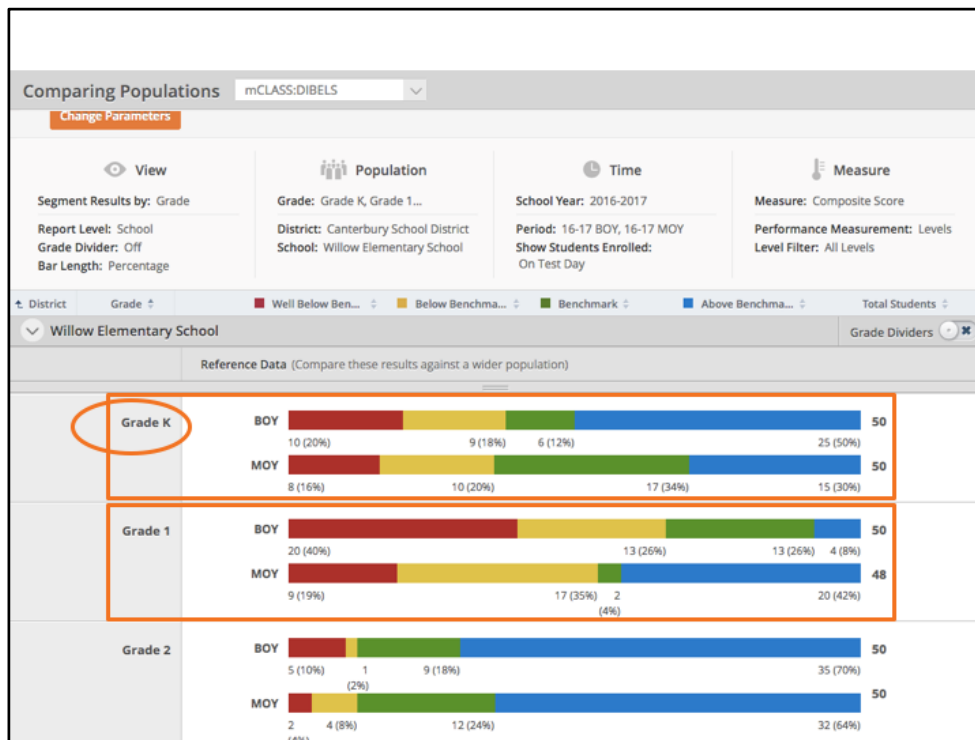 Comparing Populations mCLASS:DIBELS
Change Parameters
View
Segment Results by: Grade
Report Level: School
Grade Divider: Off
Bar Length: Percentage
Population
Grade: Grade K, Grade 1...
District: Canterbury School District
School: Willow Elementary School
Time
School Year: 2016-2017
Period: 16-17 BOY, 16-17 MOY
Show Students Enrolled:
On Test Day
Measure
Measure: Composite Score
Performance Measurement: Levels
Level Filter: All Levels
District Grade Well Below Ben... Below Benchma... Benchmark Above Benchma... Total Students
Willow Elementary School Grade Dividers
Reference Data (Compare these results against a wider population)
Grade K BOY 50
10 (20%) 9 (18%) 6 (12%) 25 (50%)
MOY 50
8 (16%) 10 (20%) 17 (34%) 15 (30%)
Grade 1 BOY 50
20 (40%) 13 (26%) 13 (26%) 4 (8%)
MOY 48
9 (19%) 17 (35%) 2 20 (42%)
(4%)
Grade 2 BOY 50
5 (10%) 1 9 (18%) 35 (70%)
(2%)
MOY 50
2 4 (8%) 12 (24%) 32 (64%)
(4%)